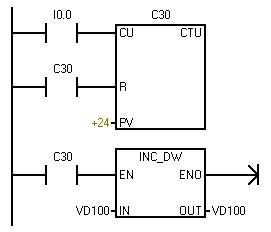 I0.0 C30
CU CTU
C30
R
+24 PV
C30 INC_DW
EN ENO
VD100 IN OUT VD100